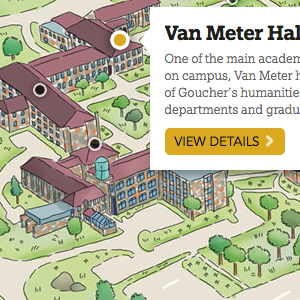 Van Meter Hal
One of the main academ
on campus, Van Meter h
of Goucher's humanitie
departments and gradu
VIEW DETAILS